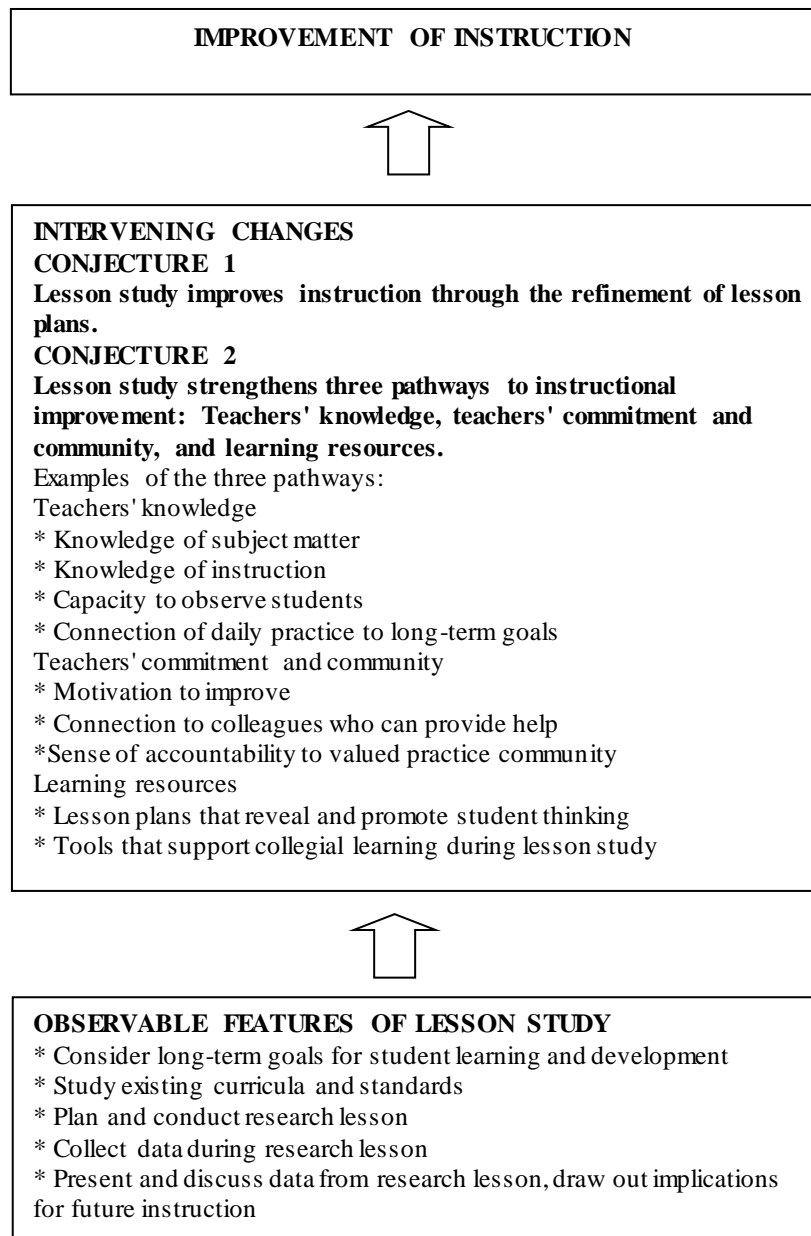 IMPROVEMENT OF INSTRUCTION
INTERVENING CHANGES
CONJECTURE 1
Lesson study improves instruction through the refinement of lesson
plans.
CONJECTURE 2
Lesson study strengthens three pathways to instructional
improvement: Teachers' knowledge, teachers' commitment and
community, and learning resources.
Examples of the three pathways:
Teachers' knowledge
* Knowledge of subject matter
* Knowledge of instruction
* Capacity to observe students
* Connection of daily practice to long-term goals
Teachers' commitment and community
* Motivation to improve
* Connection to colleagues who can provide help
*Sense of accountability to valued practice community
Learning resources
* Lesson plans that reveal and promote student thinking
* Tools that support collegial learning during lesson study
OBSERVABLE FEATURES OF LESSON STUDY
* Consider long-term goals for student learning and development
* Study existing curricula and standards
* Plan and conduct research lesson
* Collect data during research lesson
* Present and discuss data from research lesson, draw out implications
for future instruction